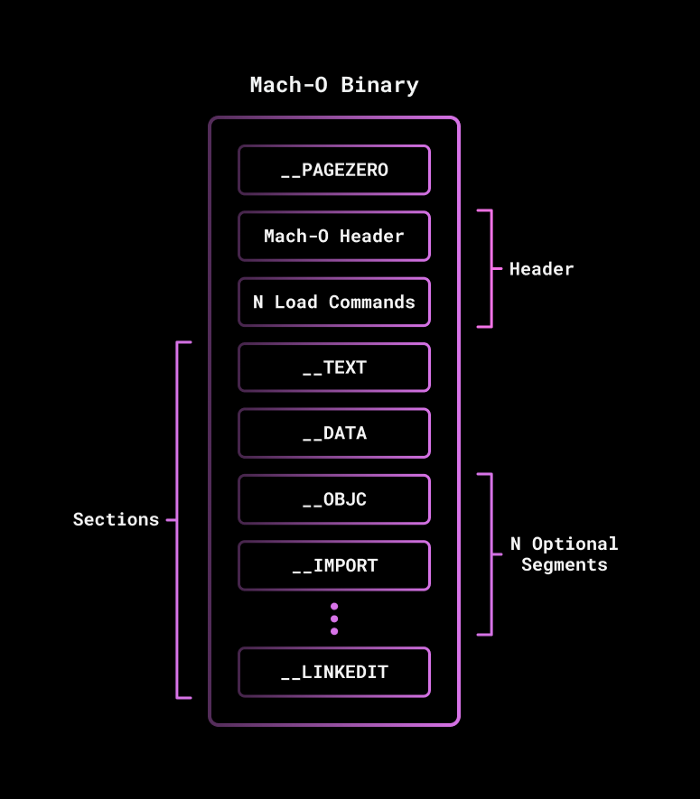 Mach-O Binary
__PAGEZERO
Mach-O Header
Header
N Load Commands
__TEXT
__DATA
__OBJC
Sections
N Optional
Segments
__IMPORT
__LINKEDIT